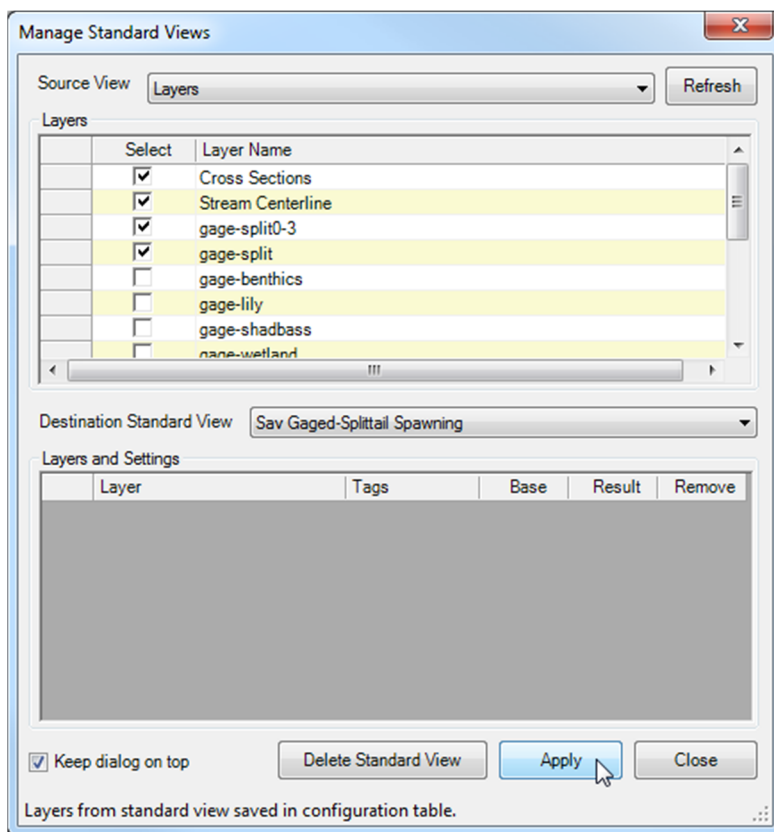 Manage Standard Views
Source View Layers Refresh
Layers
Select Layer Name
Cross Sections
Stream Centerline
gage-split0-3
gage-split
gage-benthics
gage-lily
gage-shadbass
gage-wetland
Destination Standard View Sav Gaged-Splittail Spawning
Layers and Settings
Layer Tags Base Result Remove
Keep dialog on top Delete Standard View Apply Close
Layers from standard view saved in configuration table.